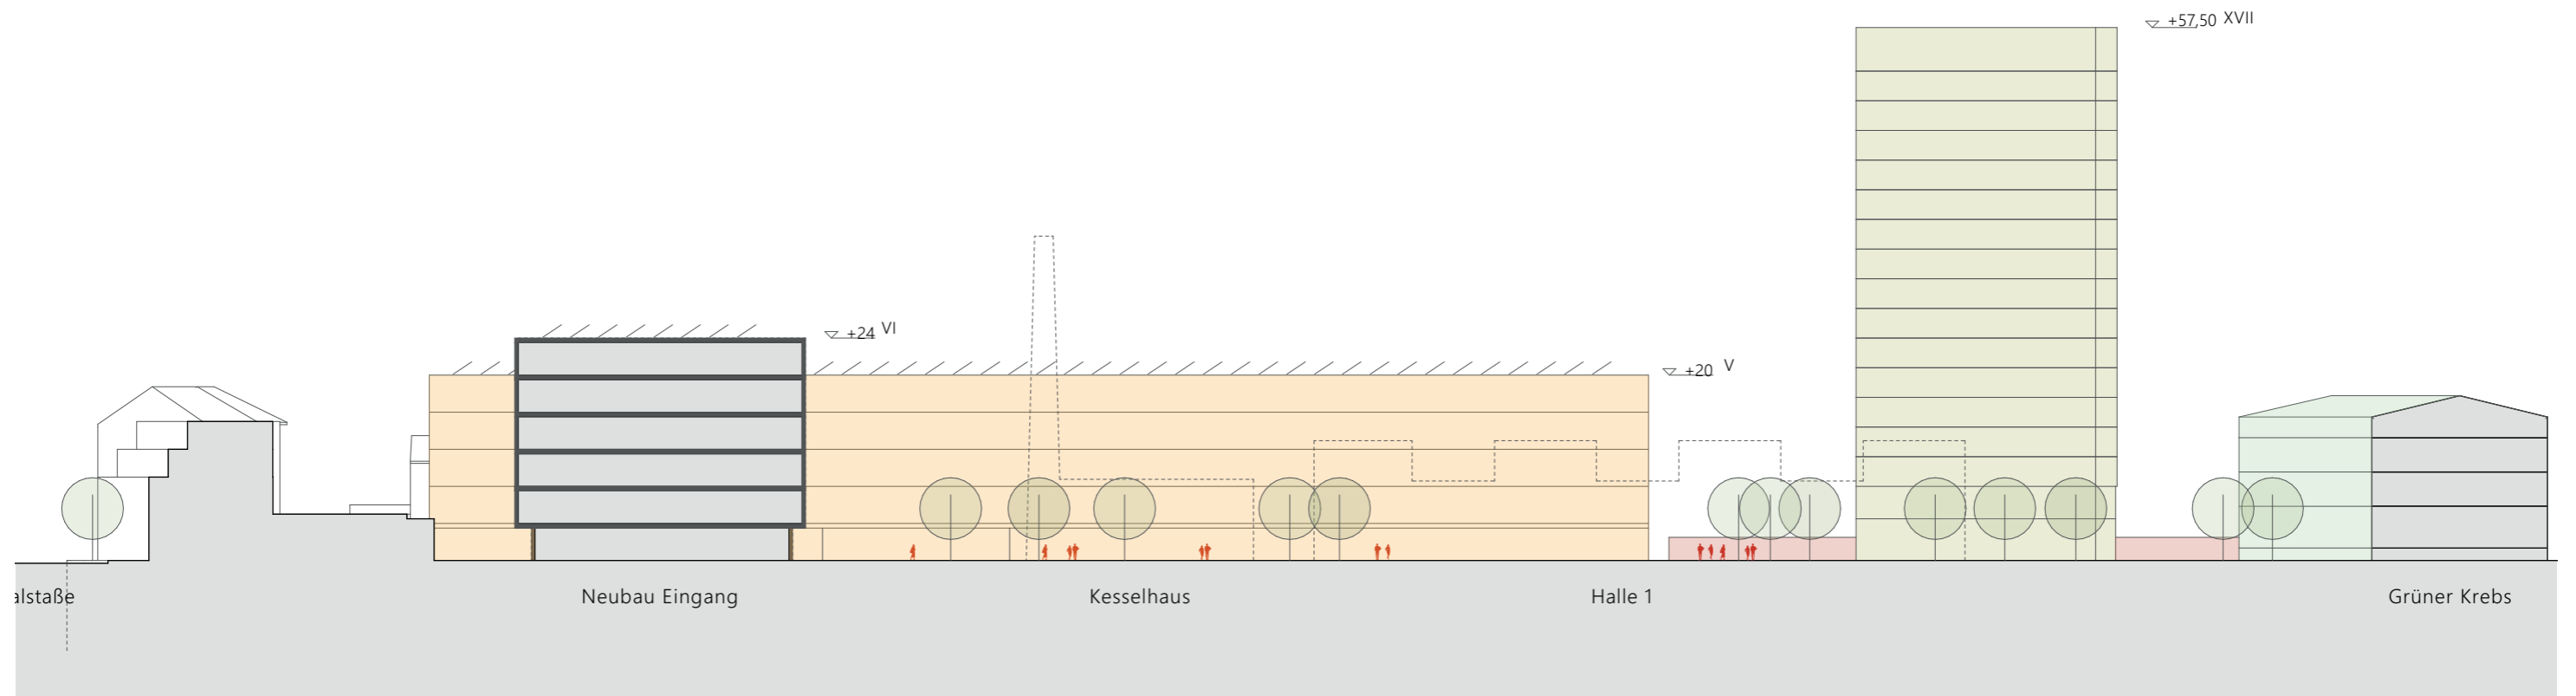 +57,50 XVII
+24 VI
+20 V
alstaße
Neubau Eingang
Kesselhaus
Halle 1
Grüner Krebs